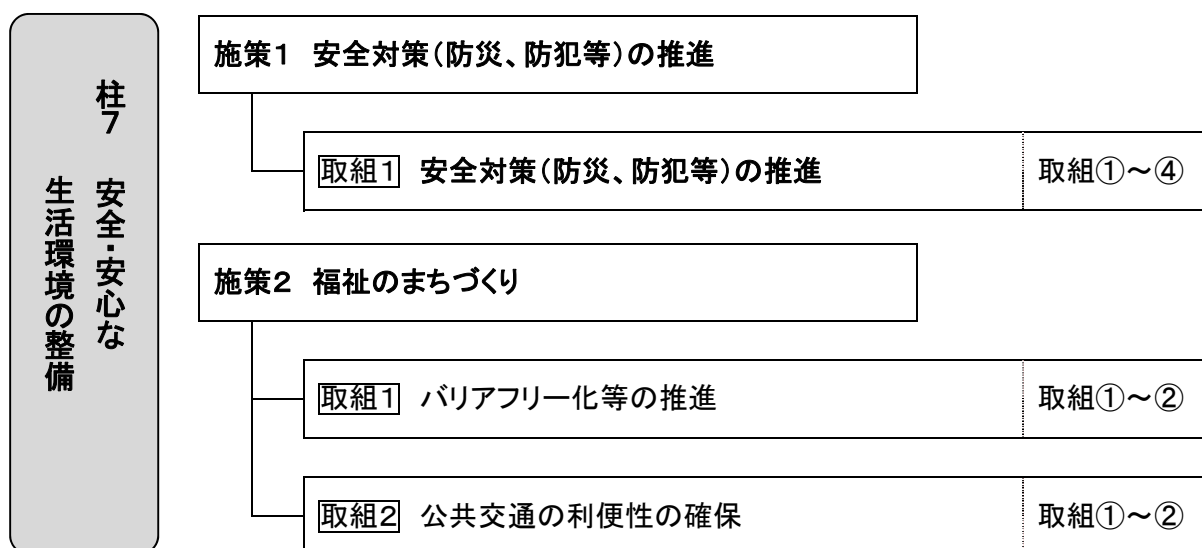 柱７　安全・安心な
生活環境の整備
施策１　安全対策（防災、防犯等）の推進
取組１　安全対策（防災、防犯等）の推進
取組①～④
施策２　福祉のまちづくり
取組１　バリアフリー化等の推進
取組①～②
取組２　公共交通の利便性の確保
取組①～②